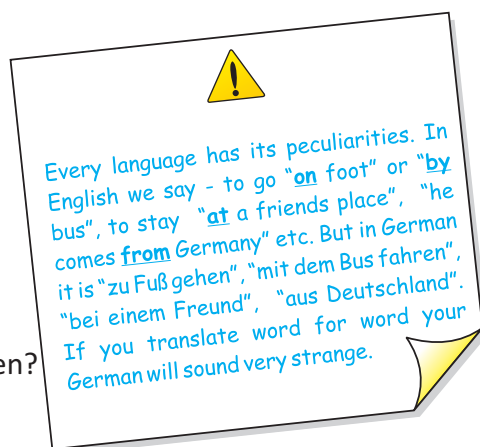 Every language has its peculiarities. In
English we say - to go "on foot" or "by
bus", to stay "at a friends place", "he
comes from Germany" etc. But in German
it is "zu Fuß gehen", "mit dem Bus fahren",
"bei einem Freund", "aus Deutschland".
If you translate word for word your
German will sound very strange.
en?